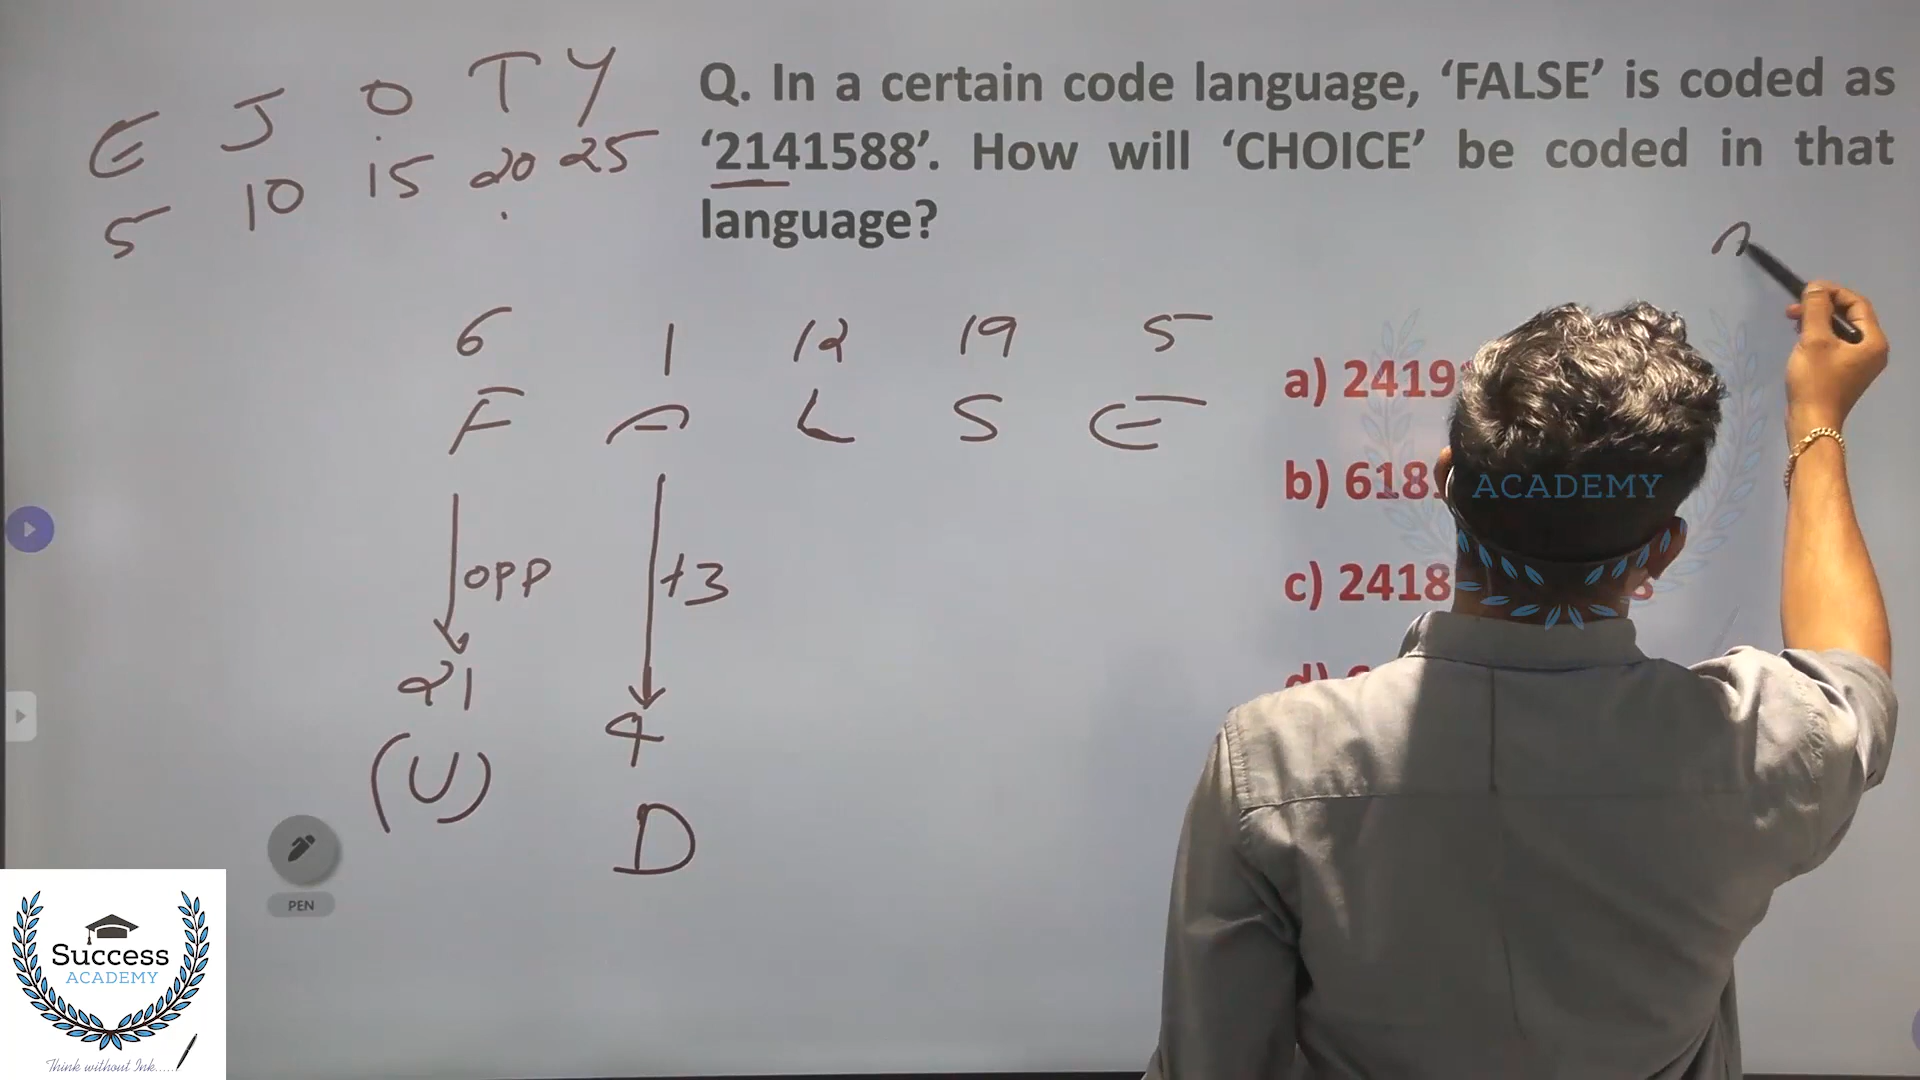 E J O T Y
5 10 15 20 25
Q. In a certain code language, ‘FALSE’ is coded as
‘2141588’. How will ‘CHOICE’ be coded in that
language?
6 1 12 19 5
F A L S E
opp +3
21 4
(U) D
a) 2419
b) 618
c) 2418
ACADEMY
PEN
Success
ACADEMY
Think without Ink.....